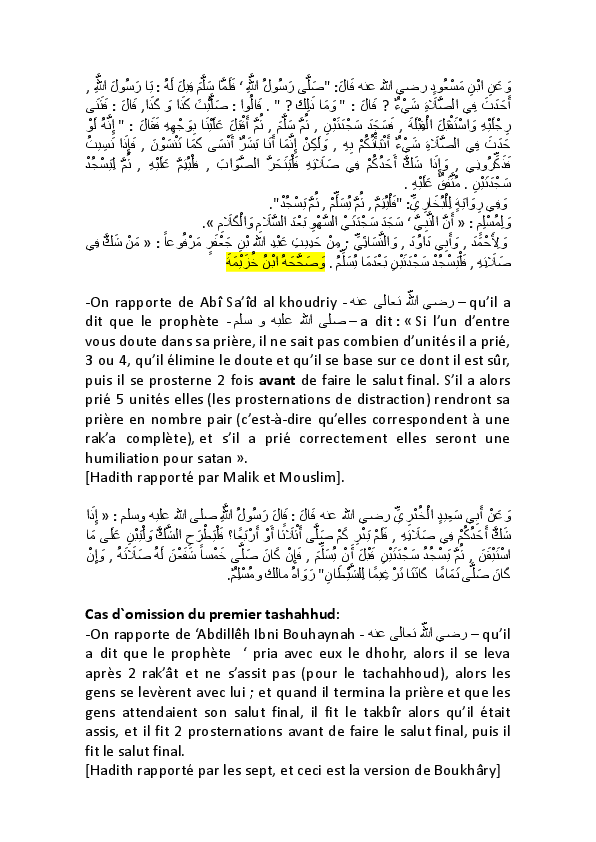 وَ عَنِ ابْنِ مَسْعُودٍ رضي الله عنه قَالَ: "صَلَّى رَسُولُ اللَّهِ ‘ فَلَمَّا سَلَّمَ قِيلَ لَهُ : يَا رَسُولَ اللَّهِ ,
أَحَدَثَ فِي الصَّلَاةِ شَيْءٌ ? قَالَ : " وَمَا ذَلِكَ ? " . قَالُوا : صَلَّيْتَ كَذَا وَ كَذَا, قَالَ : فَثَنَى
رِجْلَيْهِ وَاسْتَقْبَلَ الْقِبْلَةَ , فَسَجَدَ سَجْدَتَيْنِ , ثُمَّ سَلَّمَ , ثُمَّ أَقْبَلَ عَلَيْنَا بِوَجْهِهِ فَقَالَ : " إِنَّهُ لَوْ
حَدَثَ فِي الصَّلَاةِ شَيْءٌ أَنْبَأْتُكُمْ بِهِ , وَلَكِنْ إِنَّمَا أَنَا بَشَرٌ أَنْسَى كَمَا تَنْسَوْنَ , فَإِذَا نَسِيتُ
فَذَكِّرُونِي , وَإِذَا شَكَّ أَحَدُكُمْ فِي صَلَاتِهِ فَلْيَتَحَرَّ الصَّوَابَ , فَلْيُتِمَّ عَلَيْهِ , ثُمَّ لِيَسْجُدْ
سَجْدَتَيْنِ . مُتَّفَقٌ عَلَيْهِ .
وَفِي رِوَايَةٍ لِلْبُخَارِيِّ: "فَلْيُتِمَّ , ثُمَّ يُسَلِّمْ , ثُمَّ يَسْجُدْ".
وَلِمُسْلِمٍ : « أَنَّ النَّبِيَّ ‘ سَجَدَ سَجْدَتَيْ السَّهْوِ بَعْدَ السَّلَامِ وَالْكَلَامِ ».
وَلِأَحْمَدَ , وَأَبِي دَاوُدَ , وَالنَّسَائِيِّ ; مِنْ حَدِيثِ عَبْدِ اللهِ بْنِ جَعْفَرٍ مَرْفُوعاً : « مَنْ شَكَّ فِي
صَلَاتِهِ , فَلْيَسْجُدْ سَجْدَتَيْنِ بَعْدَمَا يُسَلِّمُ . وَصَحَّحَهُ ابْنُ خُزَيْمَةَ
-On rapporte de Abî Sa’îd al khoudriy - رضي الله تعالى عنه – qu’il a
dit que le prophète - صلى الله عليه و سلم – a dit : « Si l’un d’entre
vous doute dans sa prière, il ne sait pas combien d’unités il a prié,
3 ou 4, qu’il élimine le doute et qu’il se base sur ce dont il est sûr,
puis il se prosterne 2 fois avant de faire le salut final. S’il a alors
prié 5 unités elles (les prosternations de distraction) rendront sa
prière en nombre pair (c’est-à-dire qu’elles correspondent à une
rak’a complète), et s’il a prié correctement elles seront une
humiliation pour satan ».
[Hadith rapporté par Malik et Mouslim].
وَ عَنْ أَبِي سَعِيدٍ الْخُدْرِيِّ رضي الله عنه قَالَ : قَالَ رَسُولُ اللَّهِ صلى الله عليه وسلم : « إِذَا
شَكَّ أَحَدُكُمْ فِي صَلَاتِهِ , فَلَمْ يَدْرِ كَمْ صَلَّى أَثْلَاثًا أَوْ أَرْبَعًا؟ فَلْيَطْرَحِ الشَّكَّ وَلْيَبْنِ عَلَى مَا
اسْتَيْقَنَ , ثُمَّ يَسْجُدُ سَجْدَتَيْنِ قَبْلَ أَنْ يُسَلِّمَ , فَإِنْ كَانَ صَلَّى خَمْساً شَفَعْنَ لَهُ صَلَاتَهُ , وَإِنْ
كَانَ صَلَّى تَمَامًا كَانَتَا تَرْغِيمًا لِلشَّيْطَانِ" رَوَاهُ مالك ومُسْلِمٌ.
Cas d`omission du premier tashahhud:
-On rapporte de ‘Abdillêh Ibni Bouhaynah - رضي الله تعالى عنه – qu’il
a dit que le prophète ‘ pria avec eux le dhohr, alors il se leva
après 2 rak’ât et ne s’assit pas (pour le tachahhoud), alors les
gens se levèrent avec lui ; et quand il termina la prière et que les
gens attendaient son salut final, il fit le takbîr alors qu’il était
assis, et il fit 2 prosternations avant de faire le salut final, puis il
fit le salut final.
[Hadith rapporté par les sept, et ceci est la version de Boukhâry]